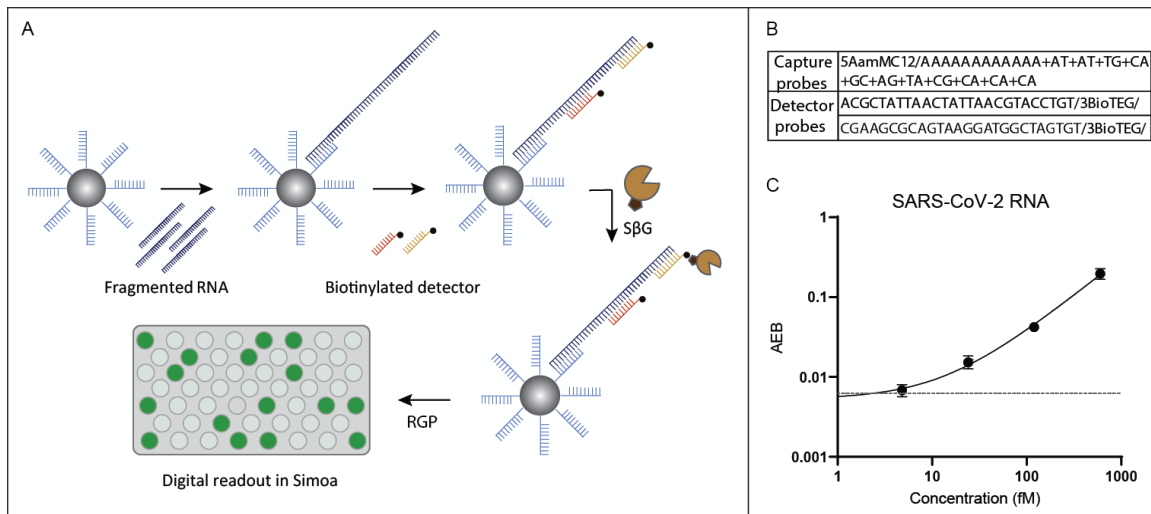 A
Fragmented RNA
Biotinylated detector
SβG
RGP
Digital readout in Simoa
B
Capture probes
5AamMC12/AAAAAAAAAAAA+AT+AT+TG+CA
+GC+AG+TA+CG+CA+CA+CA
Detector probes
ACGCTATTAACTATTAACGTACCTGT/3BioTEG/
CGAAGCGCAGTAAGGATGGCTAGTGT/3BioTEG/
C
SARS-CoV-2 RNA
1
0.1
0.01
0.001
AEB
1
10
100
1000
Concentration (fM)